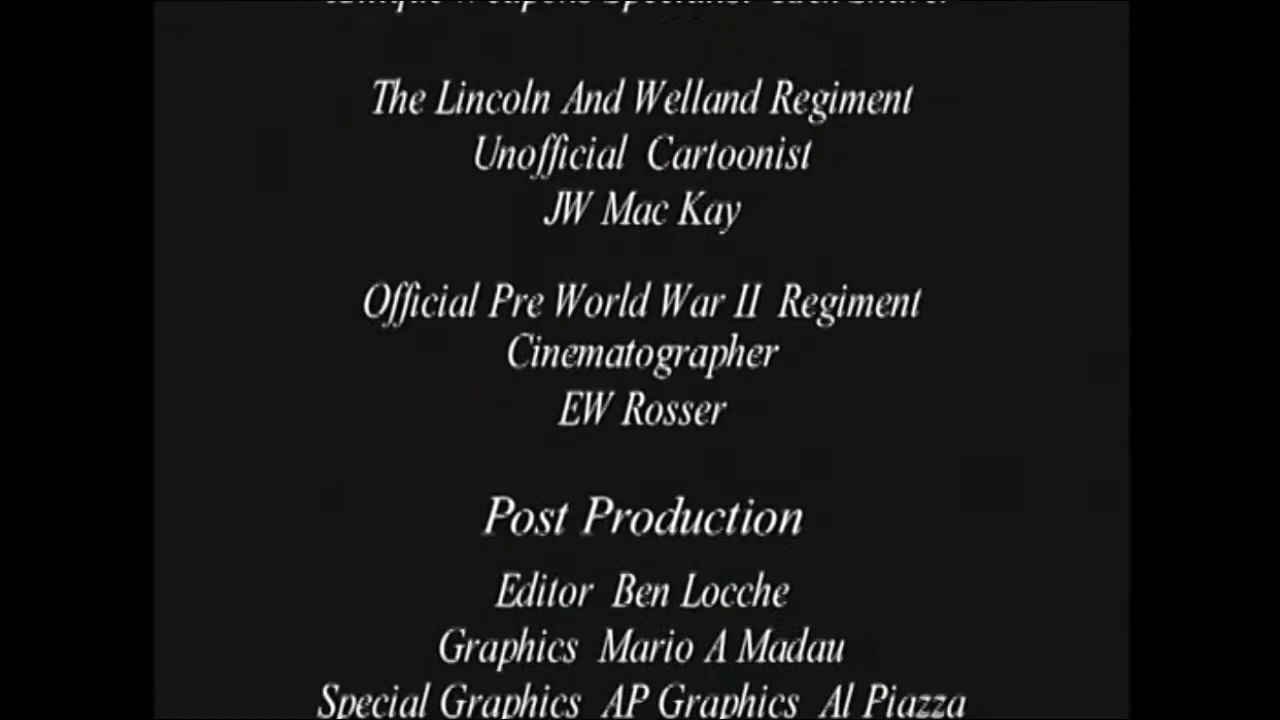 The Lincoln And Welland Regiment
Unofficial Cartoonist
JW Mac Kay
Official Pre World War II Regiment
Cinematographer
EW Rosser
Post Production
Editor Ben Locche
Graphics Mario A Madau
Special Graphics AP Graphics Al Piazza